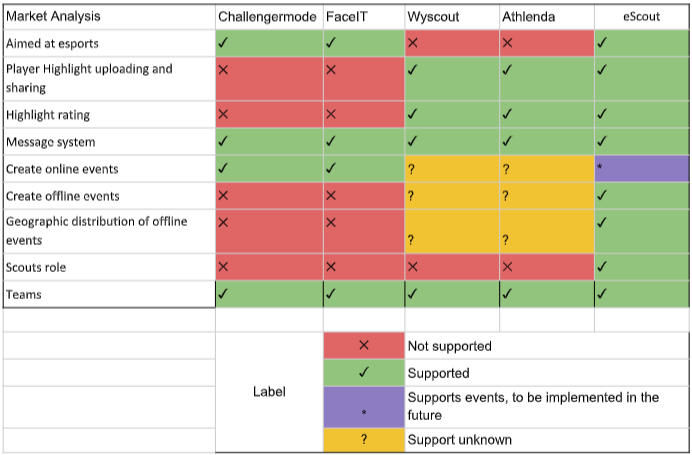 Market Analysis Challengermode FaceIT Wyscout Athlenda eScout
Aimed at esports ✓ ✓ ✕ ✕ ✓
Player Highlight uploading and
sharing ✕ ✕ ✓ ✓ ✓
Highlight rating ✕ ✕ ✓ ✓ ✓
Message system ✓ ✓ ✓ ✓ ✓
Create online events ✓ ✓ ? ? *
Create offline events ✕ ✕ ? ? ✓
Geographic distribution of offline
events ✕ ✕ ? ? ✓
Scouts role ✕ ✕ ✕ ✕ ✓
Teams ✓ ✓ ✓ ✓ ✓
Label
✕ Not supported
✓ Supported
* Supports events, to be implemented in the
future
? Support unknown